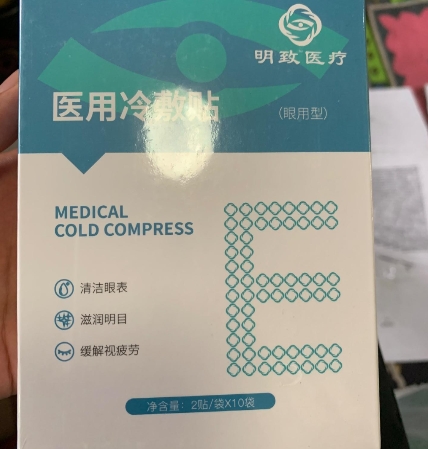 明致医疗
医用冷敷贴
(眼用型)
MEDICAL
COLD COMPRESS
清洁眼表
滋润明目
缓解视疲劳
净含量：2贴/袋X10袋